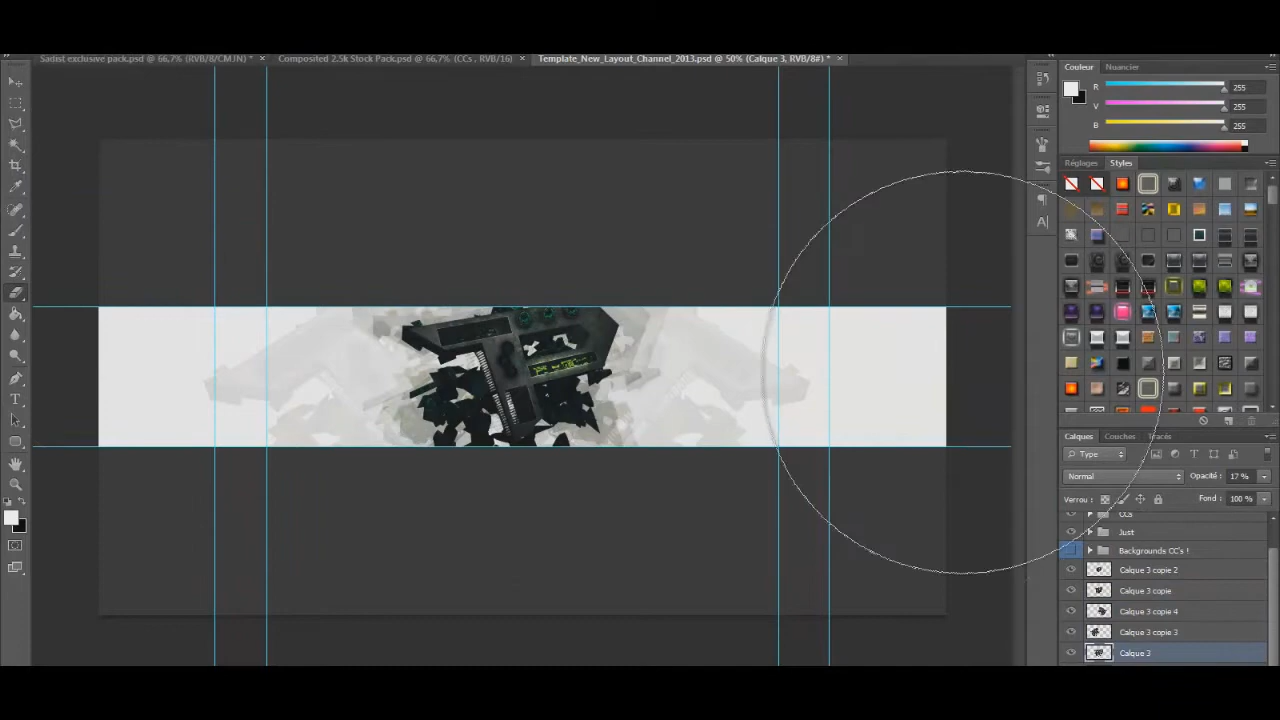 Sadist exclusive pack.psd @ 66,7% (RVB/8/CMJN) * ×
Composited 2.5k Stock Pack.psd @ 66,7% (CCs , RVB/16) ×
Template_New_Layout_Channel_2013.psd @ 50% (Calque 3, RVB/8#) * ×
Couleur Nuancier
R 255
V 255
B 255
Réglages Styles
Calques Couches Tracés
Type
Normal Opacité : 17 %
Verrou : Fond : 100 %
CCs
Just
Backgrounds CC's !
Calque 3 copie 2
Calque 3 copie
Calque 3 copie 4
Calque 3 copie 3
Calque 3